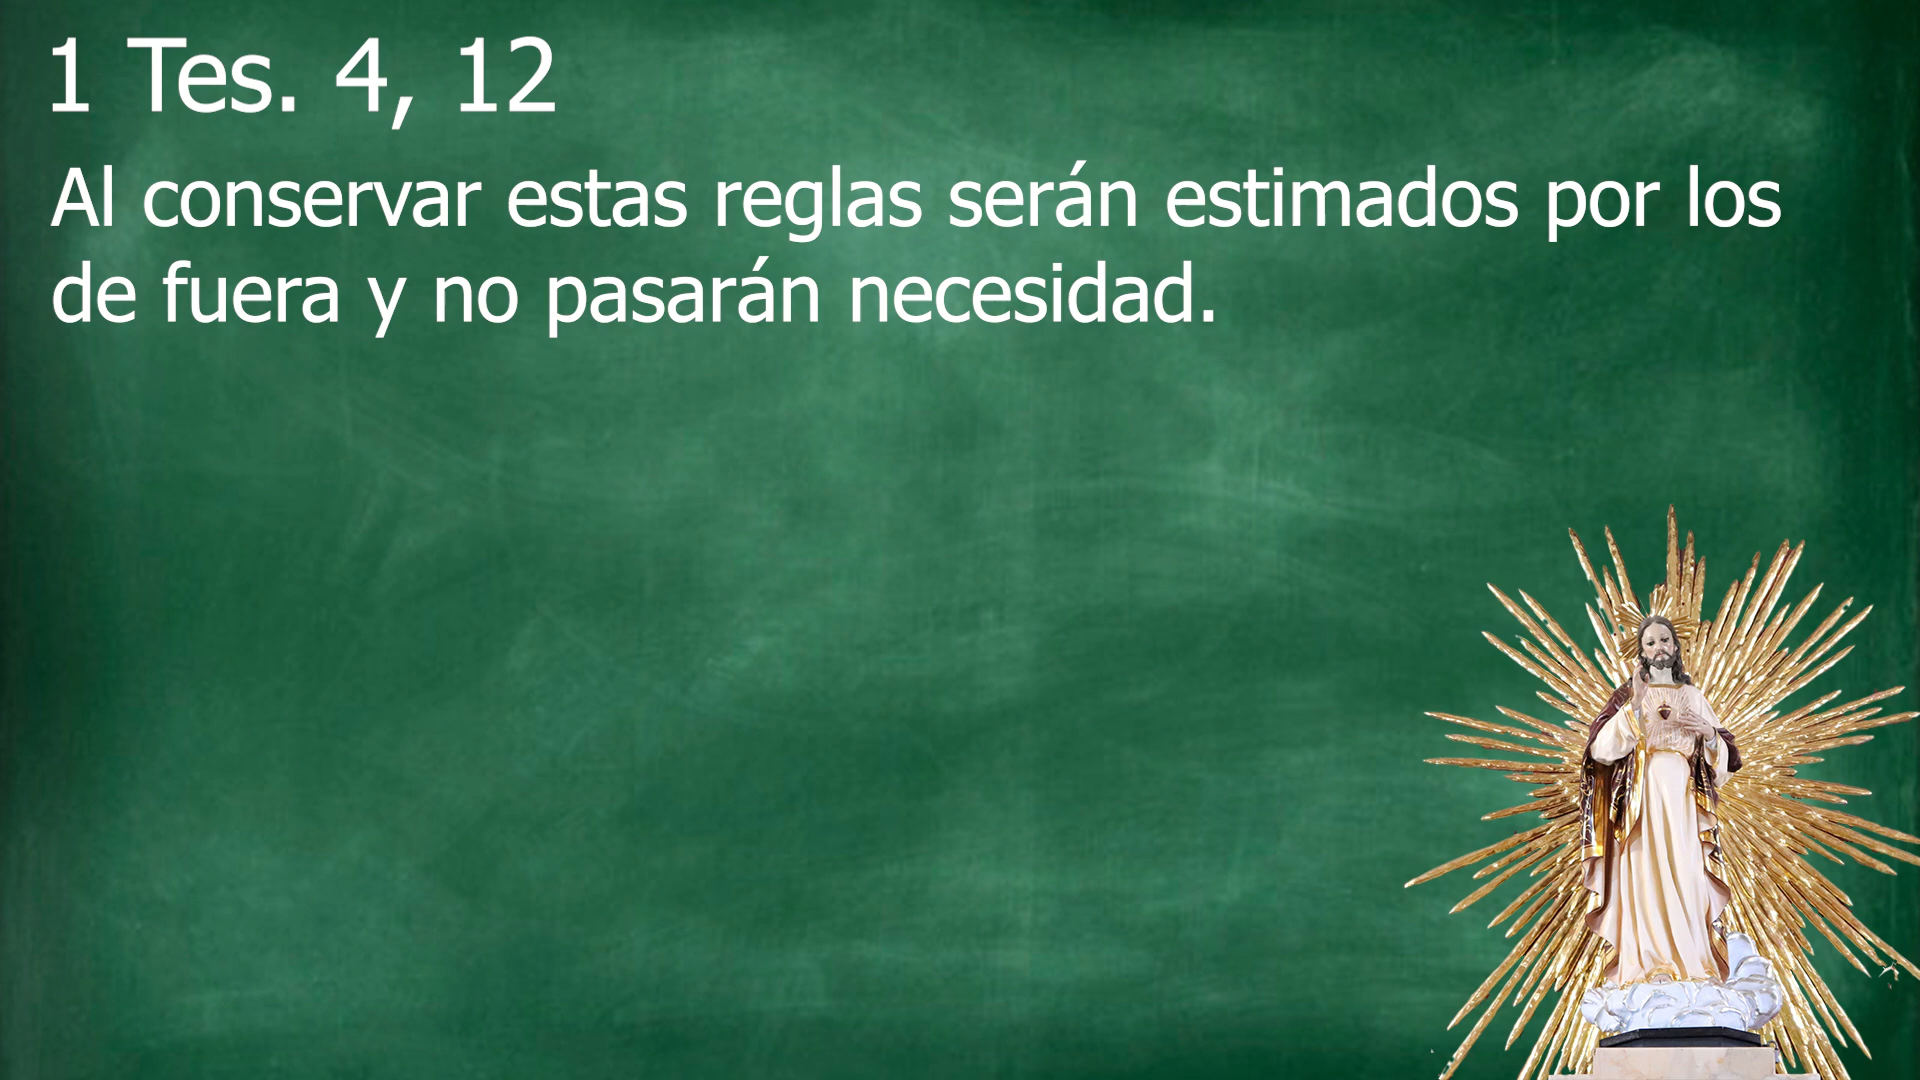 1 Tes. 4, 12
Al conservar estas reglas serán estimados por los
de fuera y no pasarán necesidad.